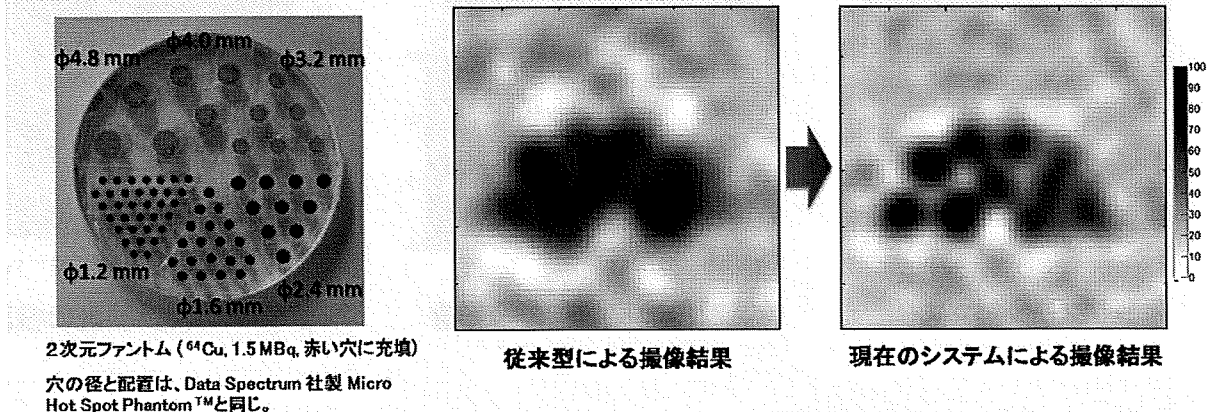 φ4.8 mm
φ4.0 mm
φ3.2 mm
φ1.2 mm
φ1.6 mm
φ2.4 mm
2次元ファントム (⁶⁴Cu, 1.5 MBq, 赤い穴に充填)
穴の径と配置は、Data Spectrum 社製 Micro
Hot Spot Phantom ™と同じ。
従来型による撮像結果
現在のシステムによる撮像結果
100
90
80
70
60
50
40
30
20
10
0